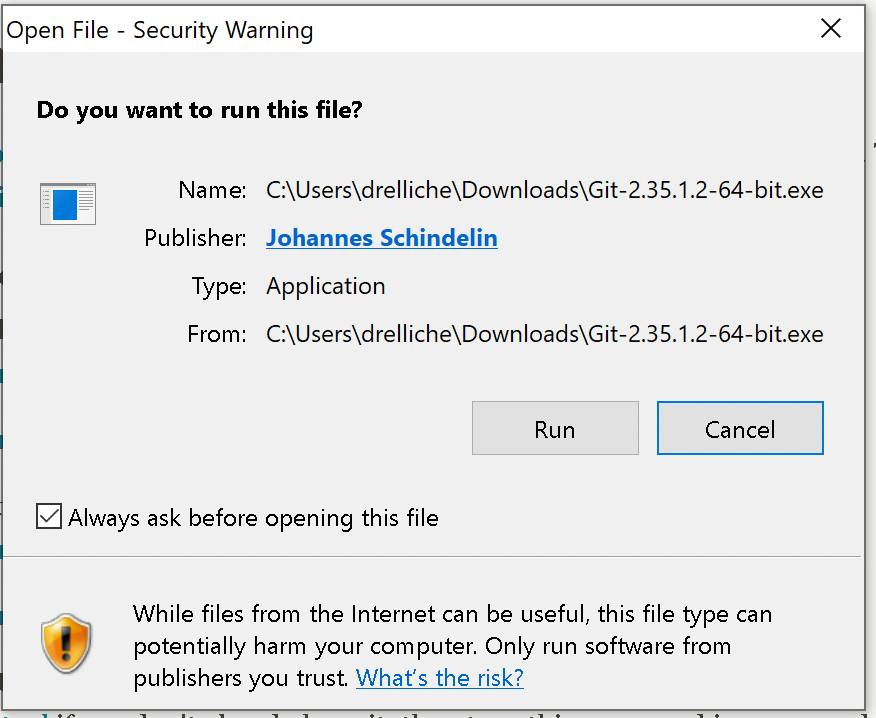 Open File - Security Warning
Do you want to run this file?
Name: C:\Users\drelliche\Downloads\Git-2.35.1.2-64-bit.exe
Publisher: Johannes Schindelin
Type: Application
From: C:\Users\drelliche\Downloads\Git-2.35.1.2-64-bit.exe
Run Cancel
Always ask before opening this file
While files from the Internet can be useful, this file type can
potentially harm your computer. Only run software from
publishers you trust. What's the risk?